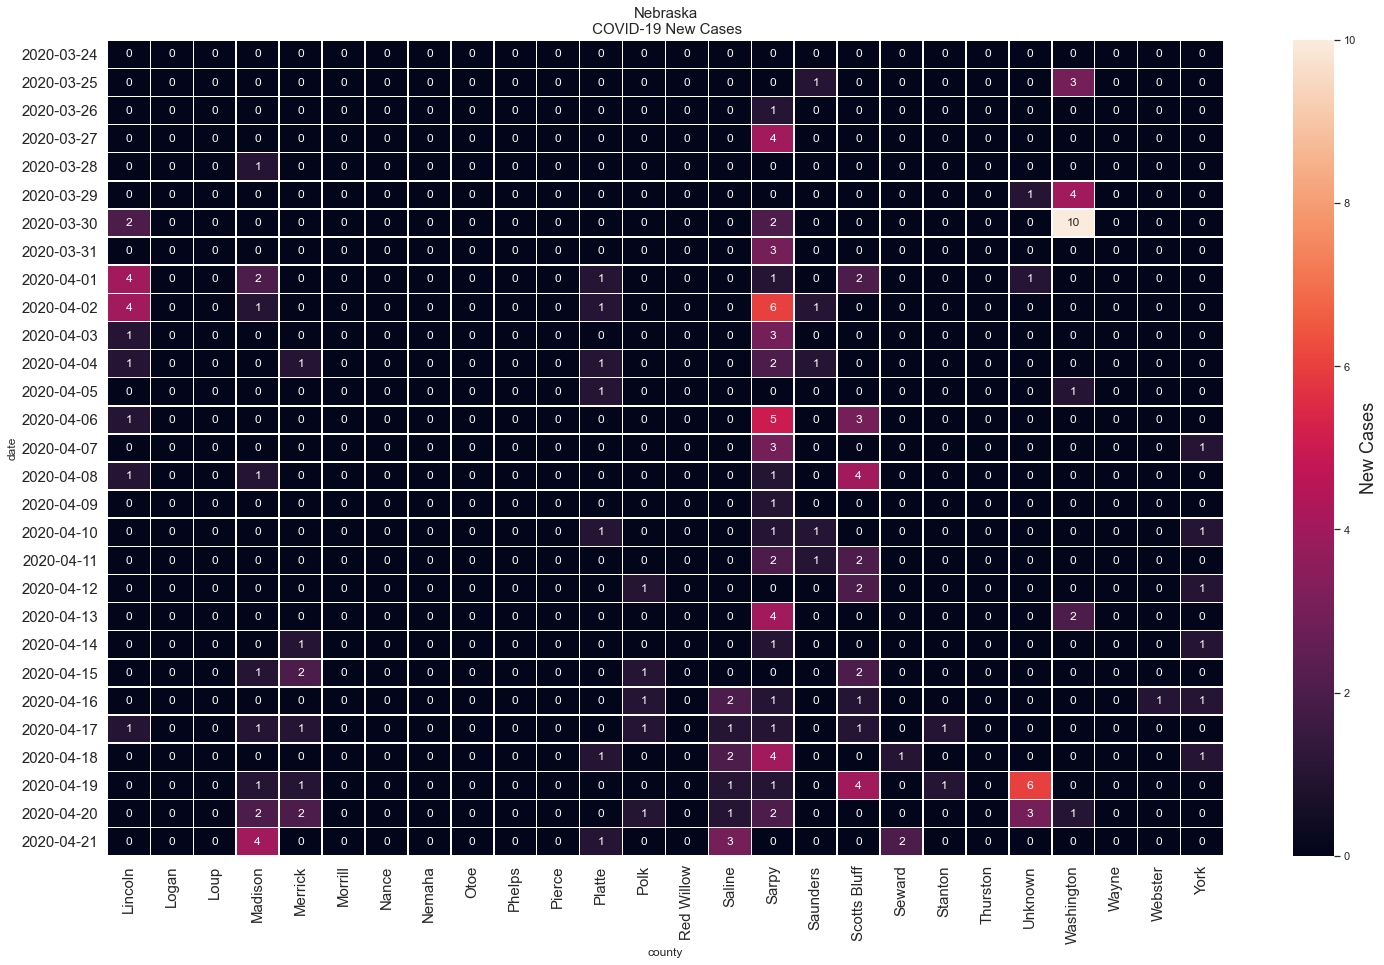 Nebraska
COVID-19 New Cases
2020-03-24 0 0 0 0 0 0 0 0 0 0 0 0 0 0 0 0 0 0 0 0 0 0 0 0 0 0
2020-03-25 0 0 0 0 0 0 0 0 0 0 0 0 0 0 0 0 1 0 0 0 0 0 3 0 0 0
2020-03-26 0 0 0 0 0 0 0 0 0 0 0 0 0 0 0 1 0 0 0 0 0 0 0 0 0 0
2020-03-27 0 0 0 0 0 0 0 0 0 0 0 0 0 0 0 4 0 0 0 0 0 0 0 0 0 0
2020-03-28 0 0 0 1 0 0 0 0 0 0 0 0 0 0 0 0 0 0 0 0 0 0 0 0 0 0
2020-03-29 0 0 0 0 0 0 0 0 0 0 0 0 0 0 0 0 0 0 0 0 0 1 4 0 0 0
2020-03-30 2 0 0 0 0 0 0 0 0 0 0 0 0 0 0 2 0 0 0 0 0 0 10 0 0 0
2020-03-31 0 0 0 0 0 0 0 0 0 0 0 0 0 0 0 3 0 0 0 0 0 0 0 0 0 0
2020-04-01 4 0 0 2 0 0 0 0 0 0 0 1 0 0 0 1 0 2 0 0 0 1 0 0 0 0
2020-04-02 4 0 0 1 0 0 0 0 0 0 0 1 0 0 0 6 1 0 0 0 0 0 0 0 0 0
2020-04-03 1 0 0 0 0 0 0 0 0 0 0 0 0 0 0 3 0 0 0 0 0 0 0 0 0 0
2020-04-04 1 0 0 0 1 0 0 0 0 0 0 1 0 0 0 2 1 0 0 0 0 0 0 0 0 0
2020-04-05 0 0 0 0 0 0 0 0 0 0 0 1 0 0 0 0 0 0 0 0 0 0 1 0 0 0
2020-04-06 1 0 0 0 0 0 0 0 0 0 0 0 0 0 0 5 0 3 0 0 0 0 0 0 0 0
2020-04-07 0 0 0 0 0 0 0 0 0 0 0 0 0 0 0 3 0 0 0 0 0 0 0 0 0 1
2020-04-08 1 0 0 1 0 0 0 0 0 0 0 0 0 0 0 1 0 4 0 0 0 0 0 0 0 0
2020-04-09 0 0 0 0 0 0 0 0 0 0 0 0 0 0 0 1 0 0 0 0 0 0 0 0 0 0
2020-04-10 0 0 0 0 0 0 0 0 0 0 0 1 0 0 0 1 1 0 0 0 0 0 0 0 0 1
2020-04-11 0 0 0 0 0 0 0 0 0 0 0 0 0 0 0 2 1 2 0 0 0 0 0 0 0 0
2020-04-12 0 0 0 0 0 0 0 0 0 0 0 0 1 0 0 0 0 2 0 0 0 0 0 0 0 1
2020-04-13 0 0 0 0 0 0 0 0 0 0 0 0 0 0 0 4 0 0 0 0 0 0 2 0 0 0
2020-04-14 0 0 0 0 1 0 0 0 0 0 0 0 0 0 0 1 0 0 0 0 0 0 0 0 0 1
2020-04-15 0 0 0 1 2 0 0 0 0 0 0 0 1 0 0 0 0 2 0 0 0 0 0 0 0 0
2020-04-16 0 0 0 0 0 0 0 0 0 0 0 0 1 0 2 1 0 1 0 0 0 0 0 0 1 1
2020-04-17 1 0 0 1 1 0 0 0 0 0 0 0 1 0 1 1 0 1 0 1 0 0 0 0 0 0
2020-04-18 0 0 0 0 0 0 0 0 0 0 0 1 0 0 2 4 0 0 1 0 0 0 0 0 0 1
2020-04-19 0 0 0 1 1 0 0 0 0 0 0 0 0 0 1 1 0 4 0 1 0 6 0 0 0 0
2020-04-20 0 0 0 2 2 0 0 0 0 0 0 0 1 0 1 2 0 0 0 0 0 3 1 0 0 0
2020-04-21 0 0 0 4 0 0 0 0 0 0 0 1 0 0 3 0 0 0 2 0 0 0 0 0 0 0
date
Lincoln Logan Loup Madison Merrick Morrill Nance Nemaha Otoe Phelps Pierce Platte Polk Red Willow Saline Sarpy Saunders Scotts Bluff Seward Stanton Thurston Unknown Washington Wayne Webster York
county
10
8
6
4
2
0
New Cases